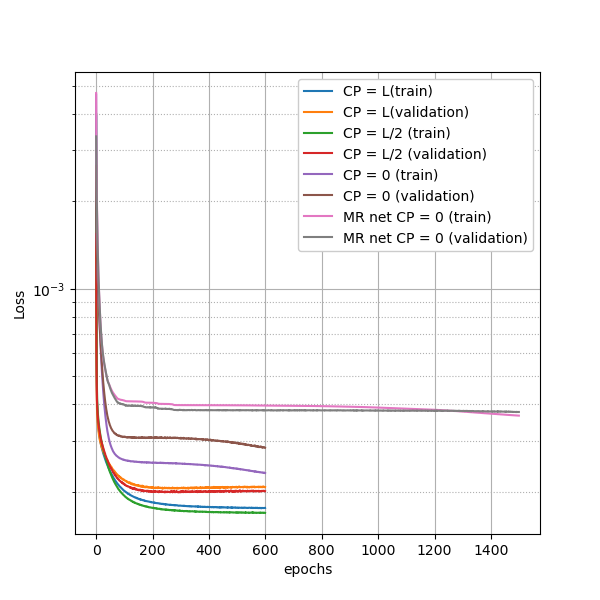 CP = L(train)
CP = L(validation)
CP = L/2 (train)
CP = L/2 (validation)
CP = 0 (train)
CP = 0 (validation)
MR net CP = 0 (train)
MR net CP = 0 (validation)
Loss
10⁻³
0 200 400 600 800 1000 1200 1400
epochs